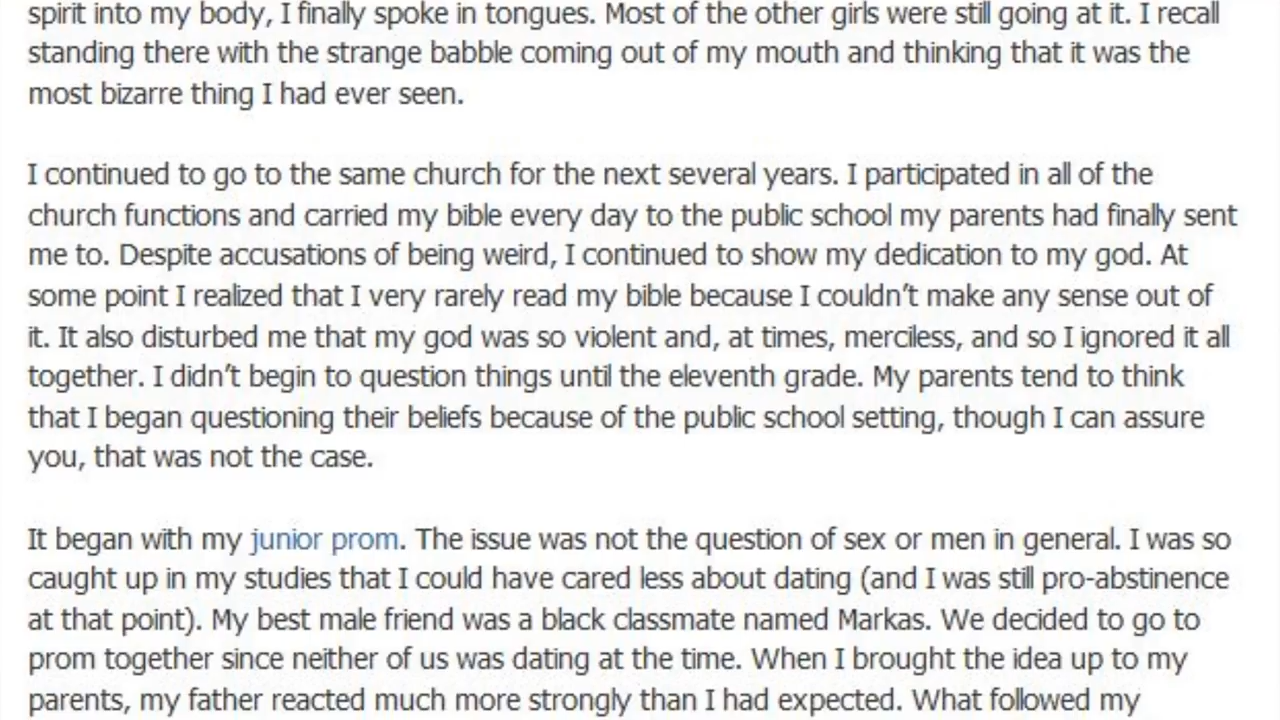 spirit into my body, I finally spoke in tongues. Most of the other girls were still going at it. I recall
standing there with the strange babble coming out of my mouth and thinking that it was the
most bizarre thing I had ever seen.
I continued to go to the same church for the next several years. I participated in all of the
church functions and carried my bible every day to the public school my parents had finally sent
me to. Despite accusations of being weird, I continued to show my dedication to my god. At
some point I realized that I very rarely read my bible because I couldn’t make any sense out of
it. It also disturbed me that my god was so violent and, at times, merciless, and so I ignored it all
together. I didn’t begin to question things until the eleventh grade. My parents tend to think
that I began questioning their beliefs because of the public school setting, though I can assure
you, that was not the case.
It began with my junior prom. The issue was not the question of sex or men in general. I was so
caught up in my studies that I could have cared less about dating (and I was still pro-abstinence
at that point). My best male friend was a black classmate named Markas. We decided to go to
prom together since neither of us was dating at the time. When I brought the idea up to my
parents, my father reacted much more strongly than I had expected. What followed my